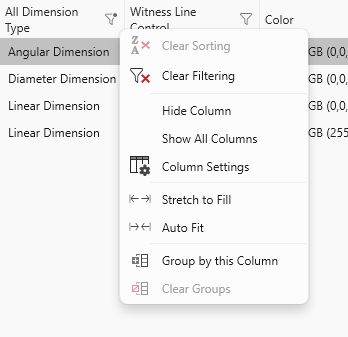 All Dimension Type
Witness Line Control
Color
Angular Dimension
Diameter Dimension
Linear Dimension
Linear Dimension
GB (0,0,
GB (0,0,
GB (0,0,
GB (255
Clear Sorting
Clear Filtering
Hide Column
Show All Columns
Column Settings
Stretch to Fill
Auto Fit
Group by this Column
Clear Groups